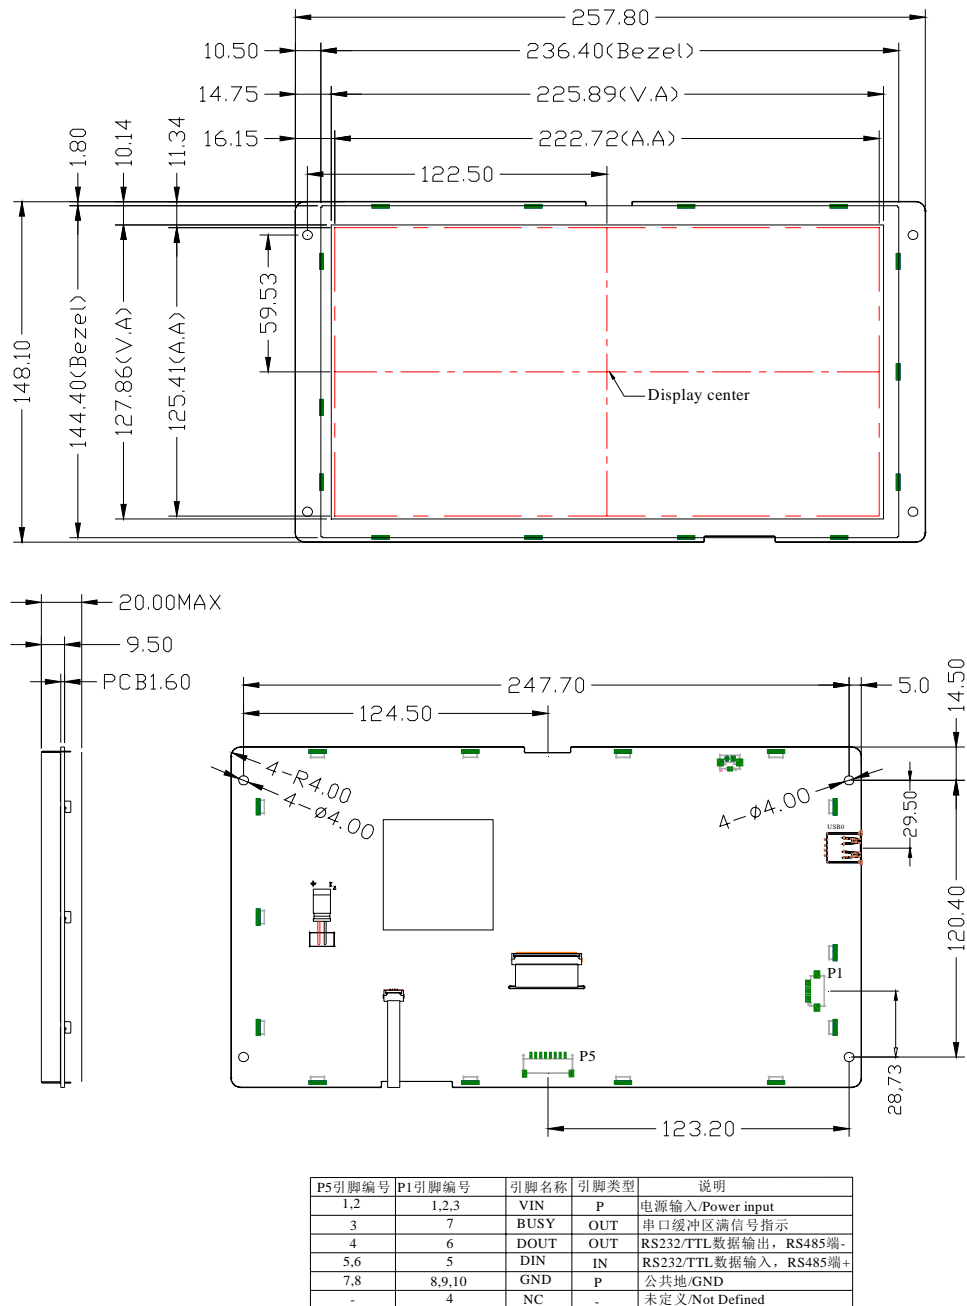 257.80
10.50 236.40(Bezel)
14.75 225.89(V.A)
16.15 222.72(A.A)
1.80
10.14
11.34
122.50
59.53
148.10
144.40(Bezel)
127.86(V.A)
125.41(A.A)
Display center
20.00MAX
9.50
PCB1.60
247.70
5.0
14.50
124.50
4-R4.00
4-ø4.00
4-ø4.00
29.50
USB0
120.40
P1
P5
28,73
123.20
P5引脚编号 P1引脚编号 引脚名称 引脚类型 说明
1,2 1,2,3 VIN P 电源输入/Power input
3 7 BUSY OUT 串口缓冲区满信号指示
4 6 DOUT OUT RS232/TTL数据输出，RS485端-
5,6 5 DIN IN RS232/TTL数据输入，RS485端+
7,8 8,9,10 GND P 公共地/GND
- 4 NC - 未定义/Not Defined